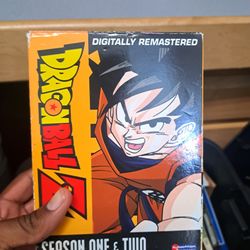 DIGITALLY REMASTERED
DRAGON BALL Z
SEASON ONE & TWO